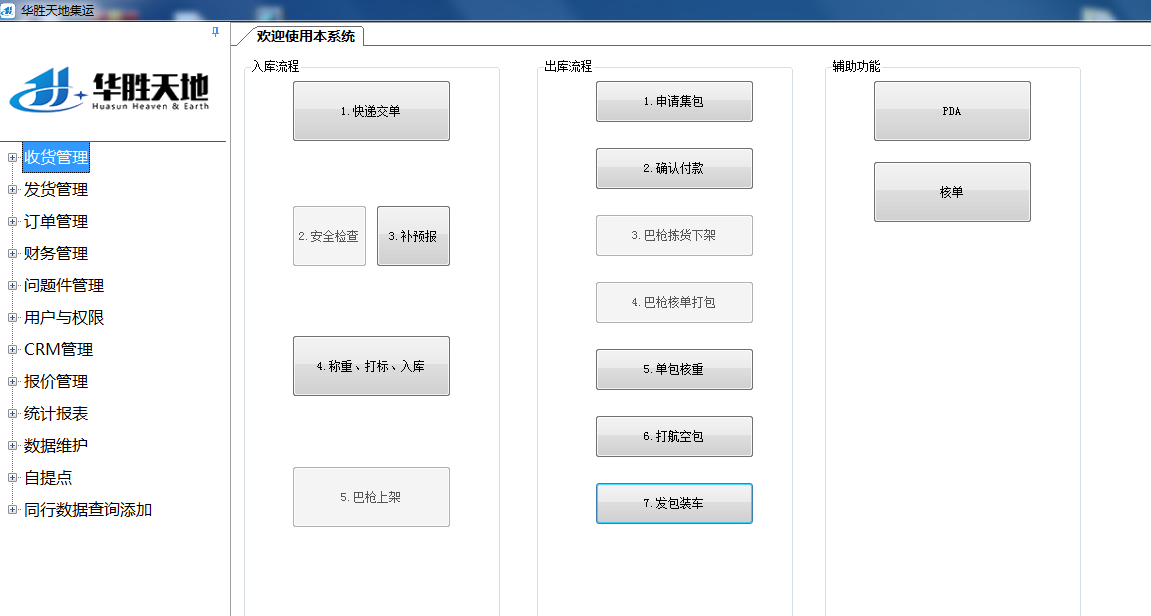 华胜天地集运
华胜天地
Huasun Heaven & Earth
收货管理
发货管理
订单管理
财务管理
问题件管理
用户与权限
CRM管理
报价管理
统计报表
数据维护
自提点
同行数据查询添加
欢迎使用本系统
入库流程
1.快递交单
2.安全检查
3.补预报
4.称重、打标、入库
5.巴枪上架
出库流程
1.申请集包
2.确认付款
3.巴枪拣货下架
4.巴枪核单打包
5.单包核重
6.打航空包
7.发包装车
辅助功能
PDA
核单